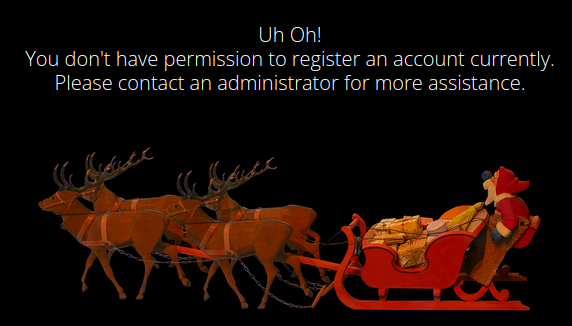 Uh Oh!
You don't have permission to register an account currently.
Please contact an administrator for more assistance.